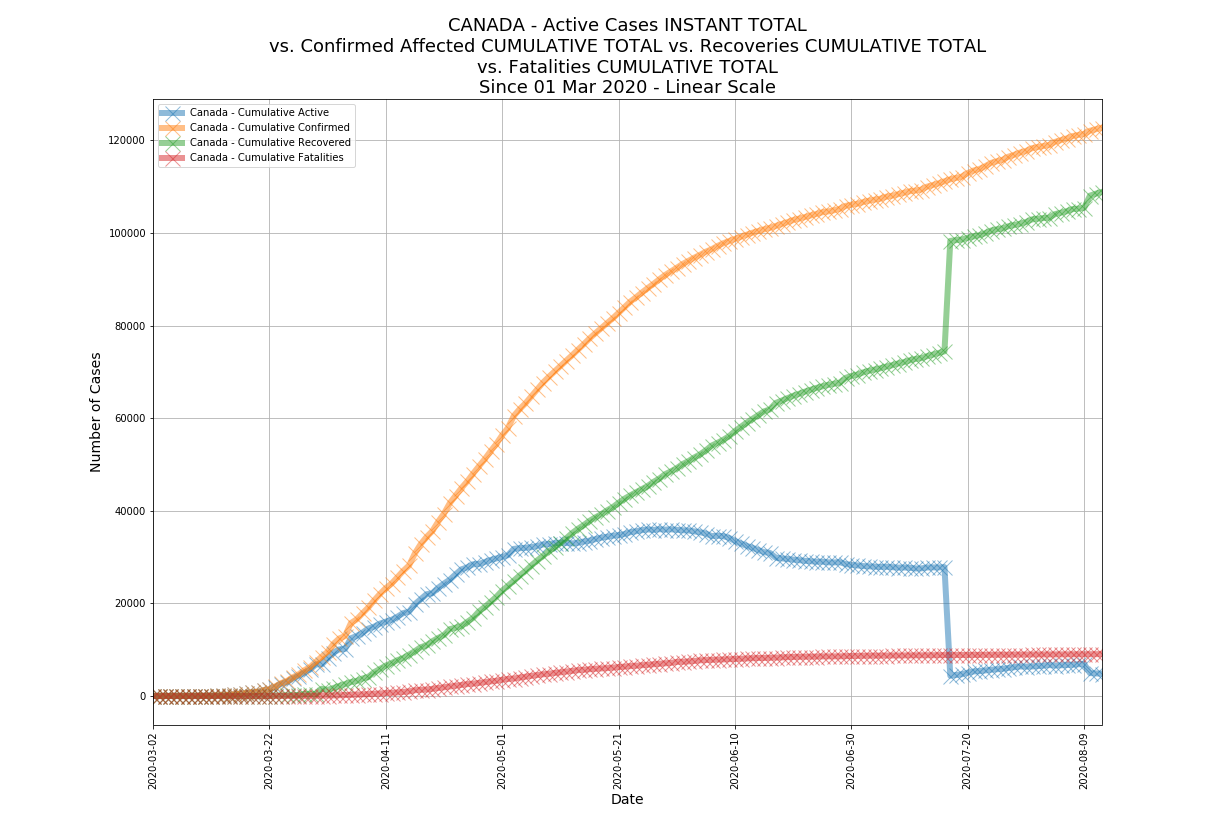 CANADA - Active Cases INSTANT TOTAL
vs. Confirmed Affected CUMULATIVE TOTAL vs. Recoveries CUMULATIVE TOTAL
vs. Fatalities CUMULATIVE TOTAL
Since 01 Mar 2020 - Linear Scale
Canada - Cumulative Active
Canada - Cumulative Confirmed
Canada - Cumulative Recovered
Canada - Cumulative Fatalities
120000
100000
80000
60000
40000
20000
0
Number of Cases
2020-03-02
2020-03-22
2020-04-11
2020-05-01
2020-05-21
2020-06-10
2020-06-30
2020-07-20
2020-08-09
Date